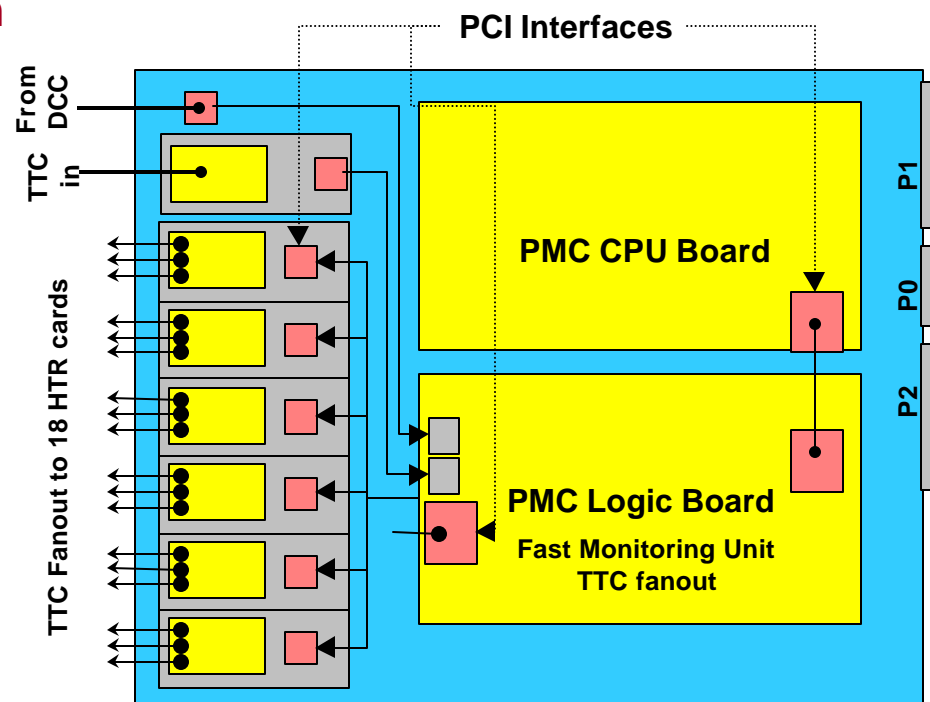 PCI Interfaces
From
DCC
TTC
in
TTC Fanout to 18 HTR cards
PMC CPU Board
P1
P0
P2
PMC Logic Board
Fast Monitoring Unit
TTC fanout